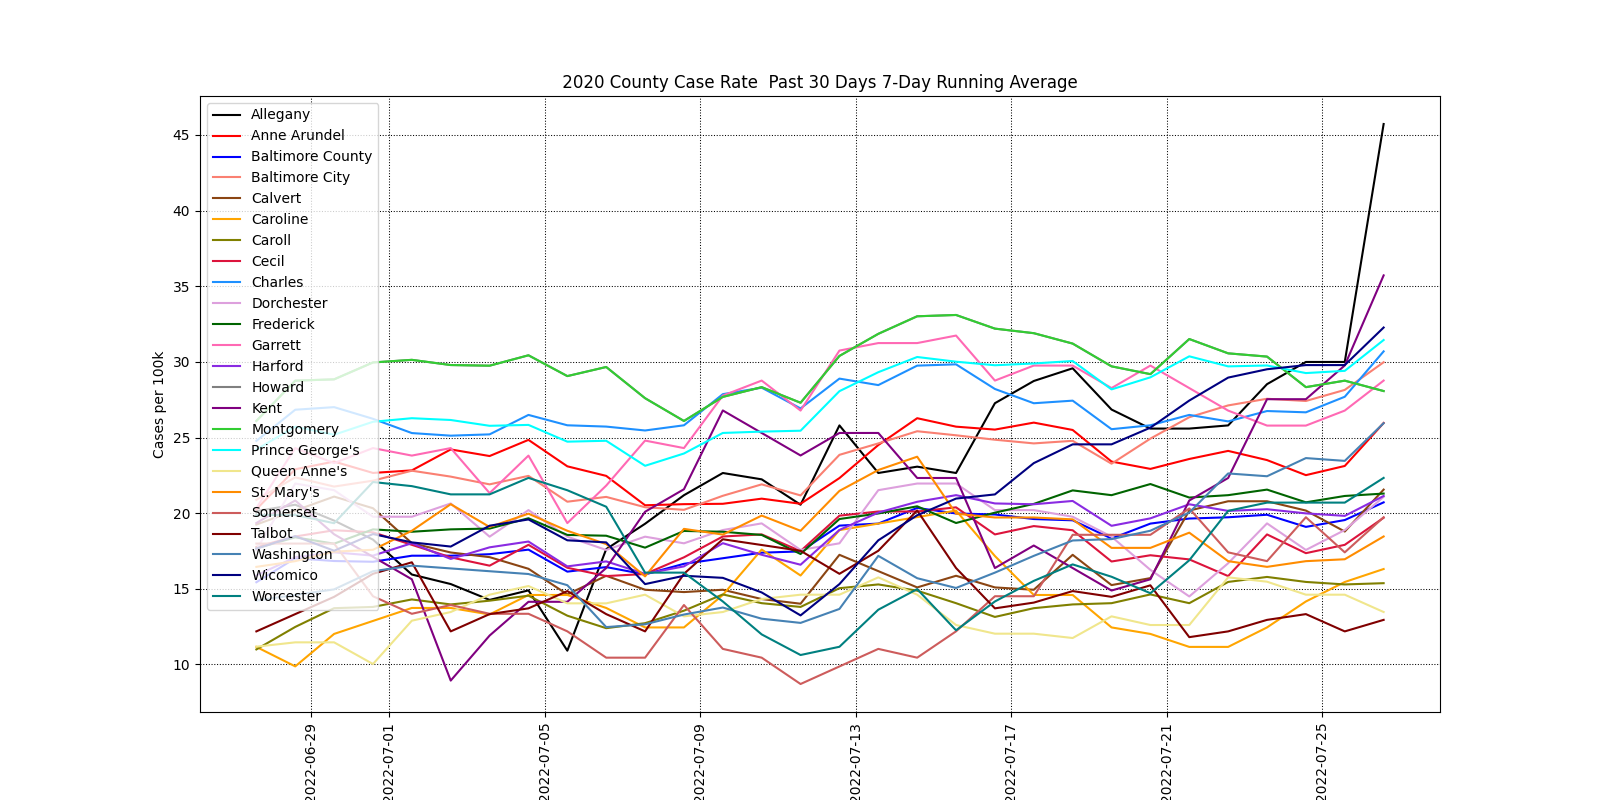 2020 County Case Rate  Past 30 Days 7-Day Running Average
Cases per 100k
45
40
35
30
25
20
15
10
Allegany
Anne Arundel
Baltimore County
Baltimore City
Calvert
Caroline
Caroll
Cecil
Charles
Dorchester
Frederick
Garrett
Harford
Howard
Kent
Montgomery
Prince George's
Queen Anne's
St. Mary's
Somerset
Talbot
Washington
Wicomico
Worcester
2022-06-29
2022-07-01
2022-07-05
2022-07-09
2022-07-13
2022-07-17
2022-07-21
2022-07-25